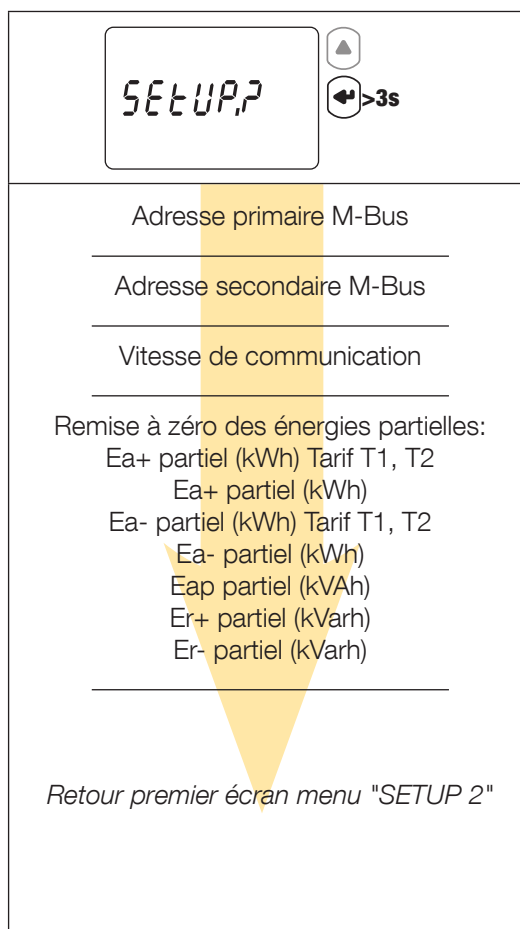 SEtUP,2
>3s
Adresse primaire M-Bus
Adresse secondaire M-Bus
Vitesse de communication
Remise à zéro des énergies partielles:
Ea+ partiel (kWh) Tarif T1, T2
Ea+ partiel (kWh)
Ea- partiel (kWh) Tarif T1, T2
Ea- partiel (kWh)
Eap partiel (kVAh)
Er+ partiel (kVarh)
Er- partiel (kVarh)
Retour premier écran menu "SETUP 2"